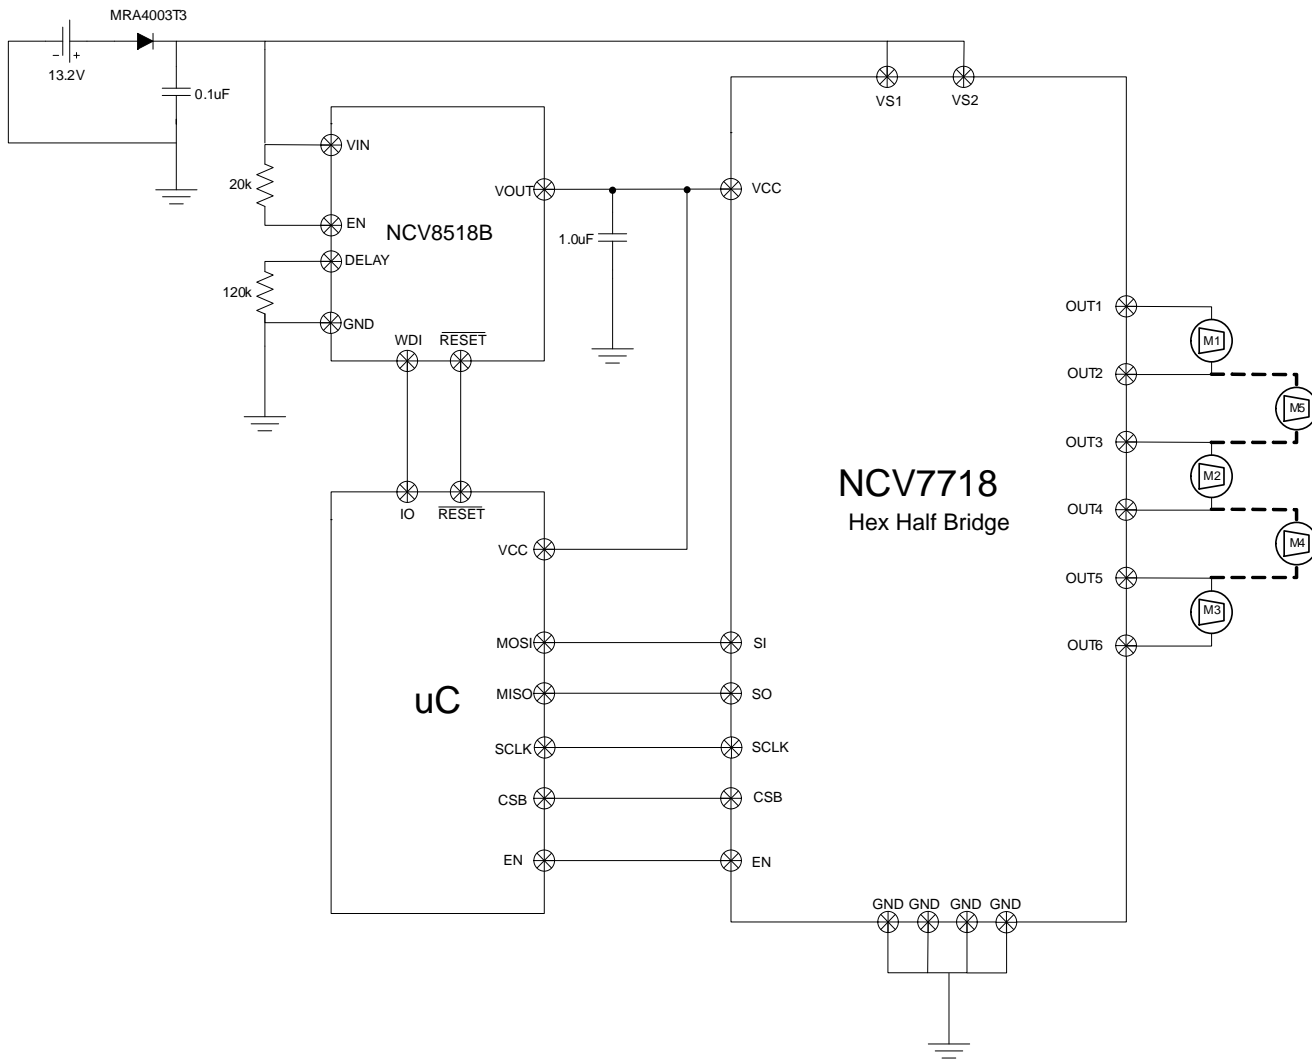 MRA4003T3
- +
13.2V
0.1uF
VS1
VS2
VIN
20k
EN
VOUT
VCC
NCV8518B
1.0uF
DELAY
120k
GND
WDI
RESET
OUT1
M1
OUT2
M5
OUT3
M2
NCV7718
Hex Half Bridge
OUT4
M4
OUT5
M3
OUT6
IO
RESET
VCC
MOSI
SI
uC
MISO
SO
SCLK
SCLK
CSB
CSB
EN
EN
GND GND GND GND